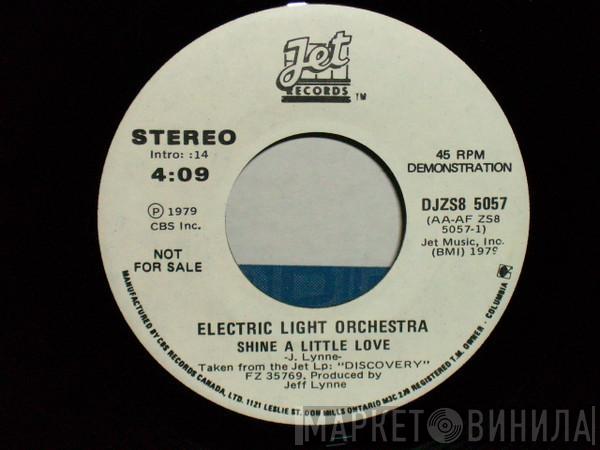 Jet
RECORDS
TM
STEREO
Intro: :14
4:09
℗ 1979
CBS Inc.
NOT
FOR SALE
45 RPM
DEMONSTRATION
DJZS8 5057
(AA-AF ZS8
5057-1)
Jet Music, Inc.
(BMI) 1979
ELECTRIC LIGHT ORCHESTRA
SHINE A LITTLE LOVE
-J. Lynne-
Taken from the Jet Lp: "DISCOVERY"
FZ 35769. Produced by
Jeff Lynne
MANUFACTURED BY CBS RECORDS CANADA, LTD. 1121 LESLIE ST. DON MILLS ONTARIO M3C 2J9 REGISTERED T.M. OWNER - COLUMBIA
МАРКЕТ ВИНИЛА